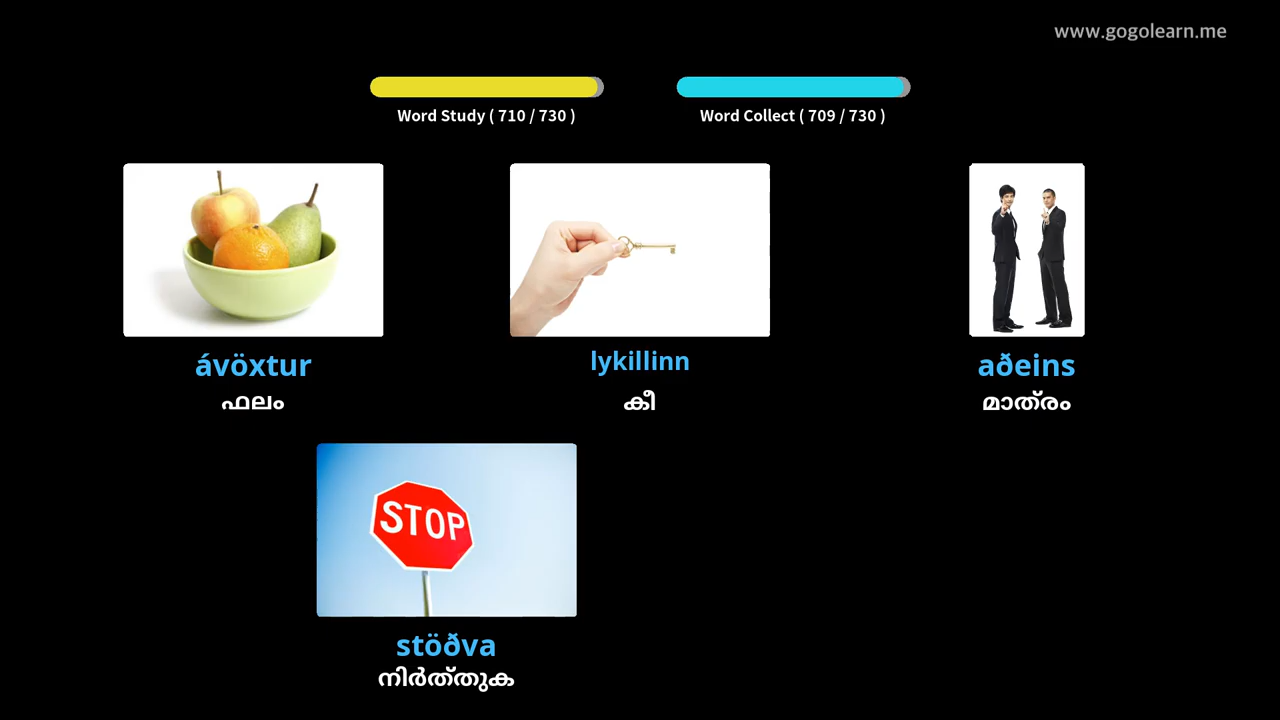 www.gogolearn.me
Word Study ( 710 / 730 )
Word Collect ( 709 / 730 )
ávöxtur
ഫലം
lykillinn
കീ
aðeins
മാത്രം
STOP
stöðva
നിർത്തുക